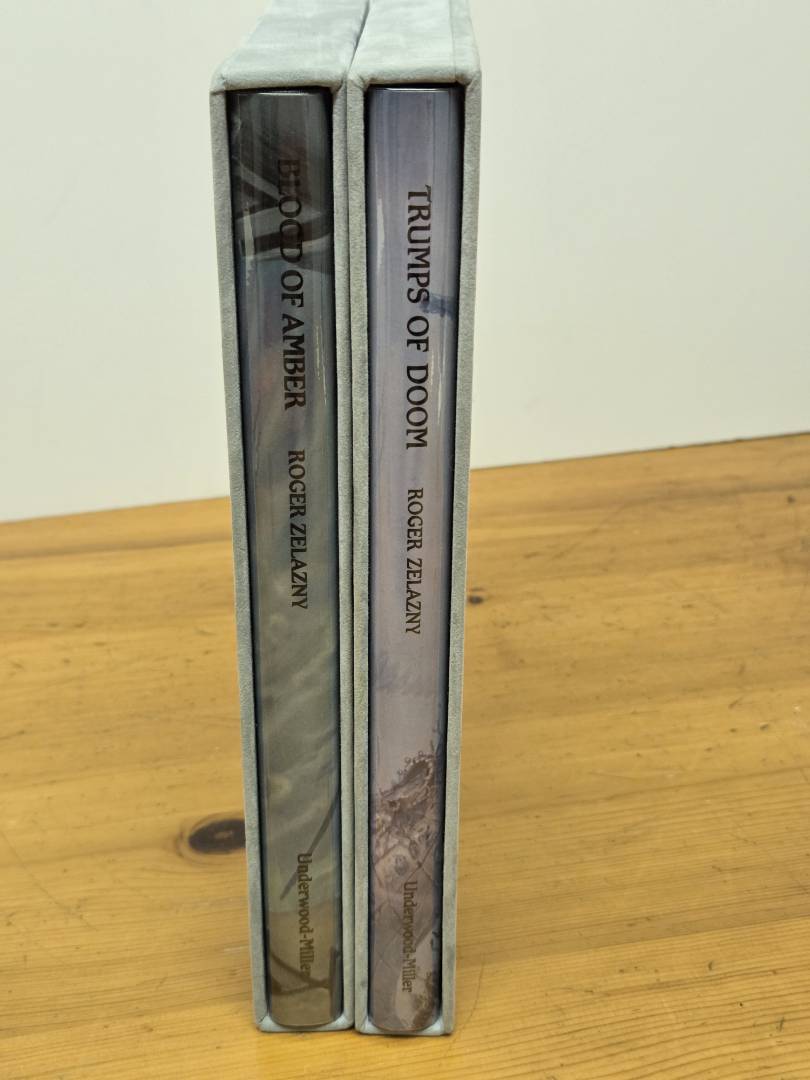 BLOOD OF AMBER ROGER ZELAZNY Underwood-Miller
TRUMPS OF DOOM ROGER ZELAZNY Underwood-Miller